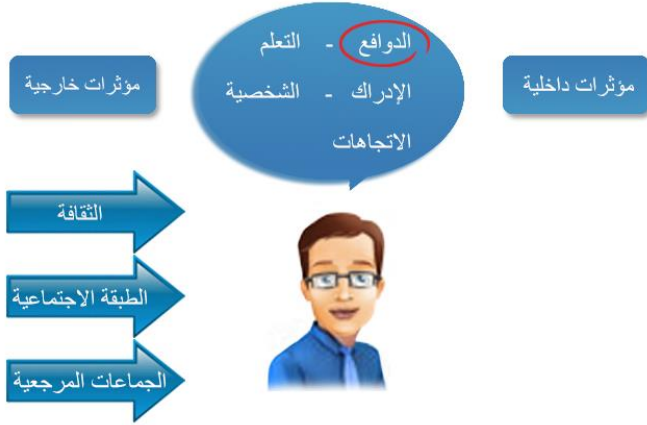 الدوافع - التعلم
الإدراك - الشخصية
الاتجاهات
مؤثرات داخلية
مؤثرات خارجية
الثقافة
الطبقة الاجتماعية
الجماعات المرجعية